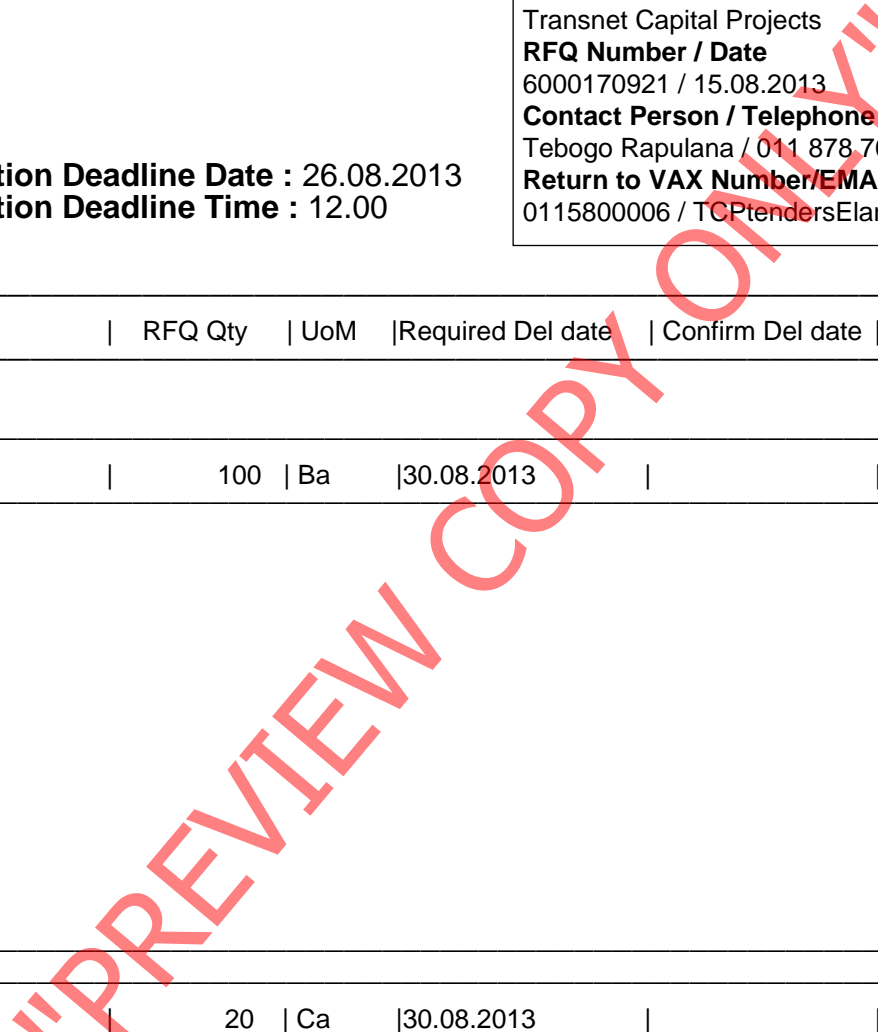 Transnet Capital Projects
RFQ Number / Date
6000170921 / 15.08.2013
Contact Person / Telephone
Tebogo Rapulana / 011 878
Return to VAX Number/EMA
0115800006 / TCPtendersElan
tion Deadline Date : 26.08.2013
tion Deadline Time : 12.00
| RFQ Qty | UoM |Required Del date | Confirm Del date |
| 100 | Ba |30.08.2013 | |
| 20 | Ca |30.08.2013 | |
"PREVIEW COPY ONLY"